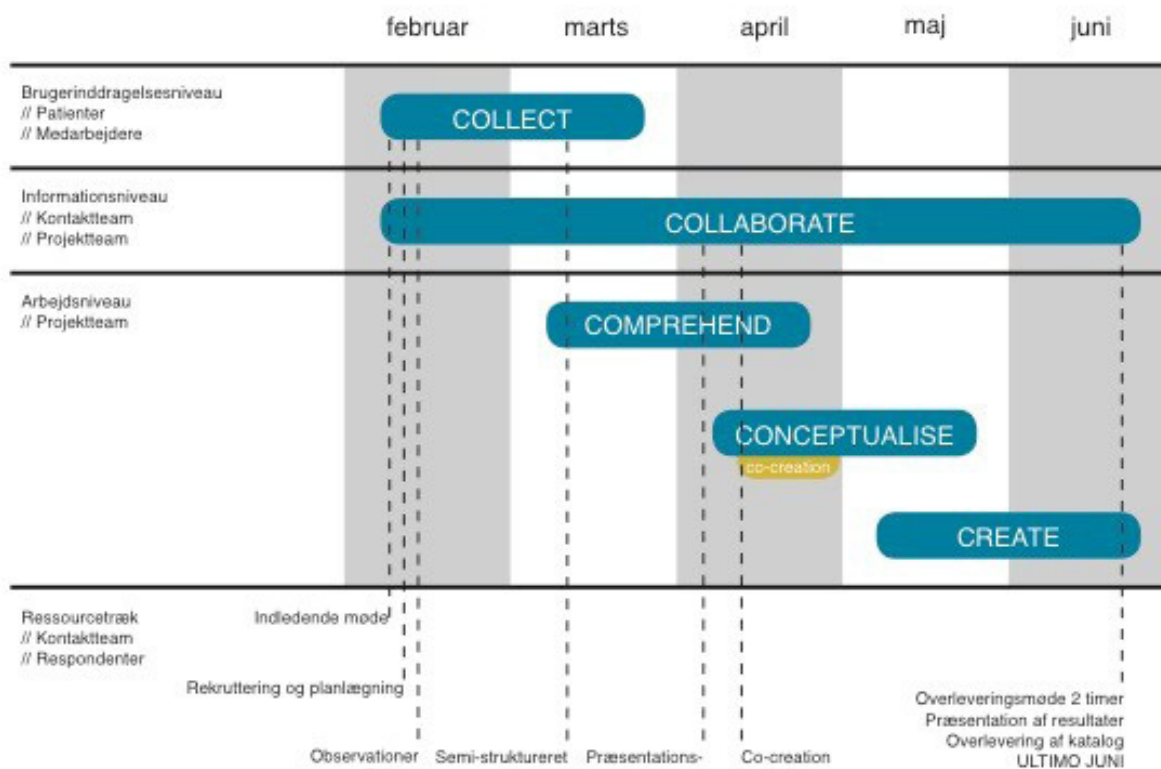 februar marts april maj juni
Brugerinddragelsesniveau
// Patienter
// Medarbejdere
COLLECT
Informationsniveau
// Kontaktteam
// Projektteam
COLLABORATE
Arbejdsniveau
// Projektteam
COMPREHEND
CONCEPTUALISE
co-creation
CREATE
Ressourcetræk
// Kontaktteam
// Respondenter
Indledende møde
Rekruttering og planlægning
Observationer
Semi-struktureret
Præsentations-
Co-creation
Overleveringsmøde 2 timer
Præsentation af resultater
Overlevering af katalog
ULTIMO JUNI